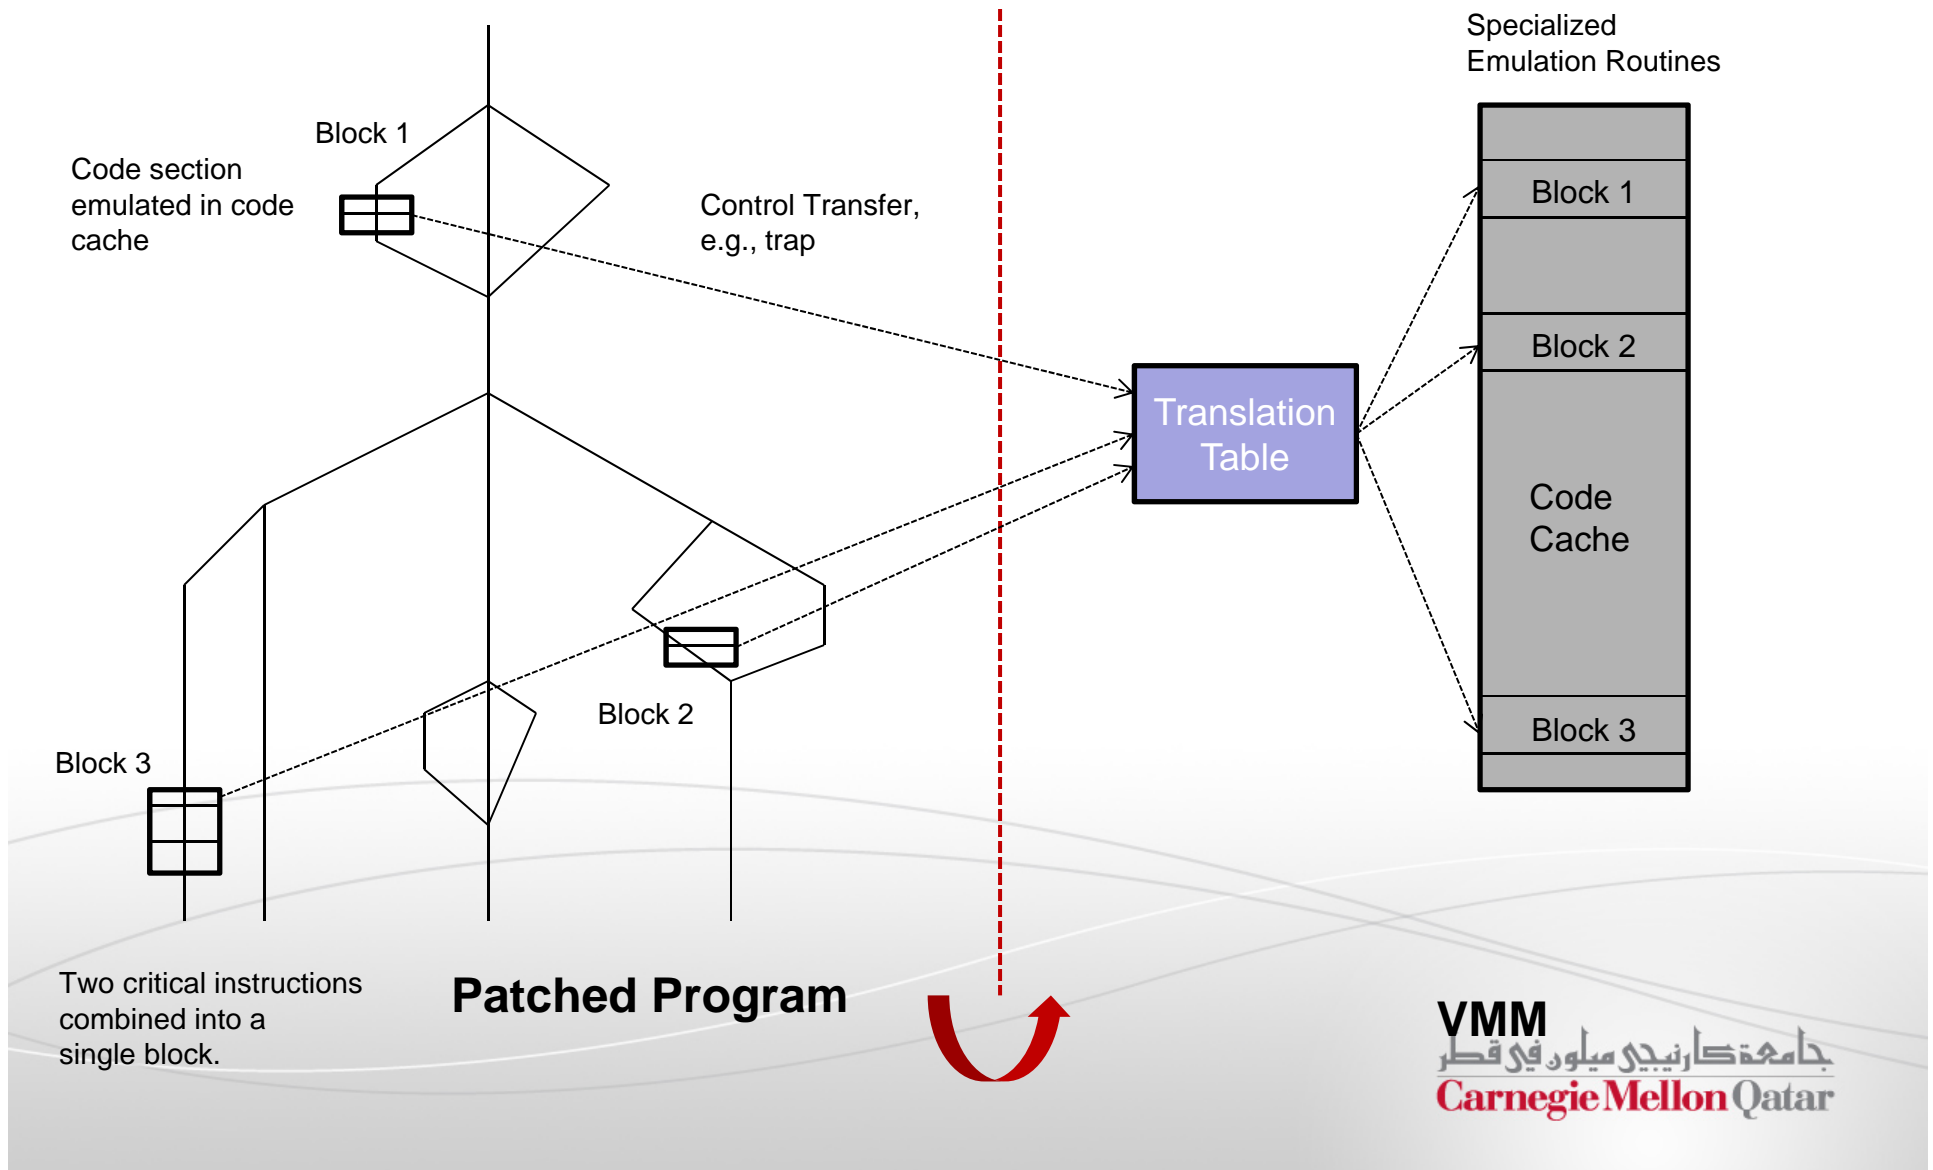 Specialized
Emulation Routines
Block 1
Code section
emulated in code
cache
Control Transfer,
e.g., trap
Block 1
Block 2
Translation
Table
Code
Cache
Block 2
Block 3
Block 3
Two critical instructions
combined into a
single block.
Patched Program
VMM
جامعة كارنيجي ميلون في قطر
Carnegie Mellon Qatar